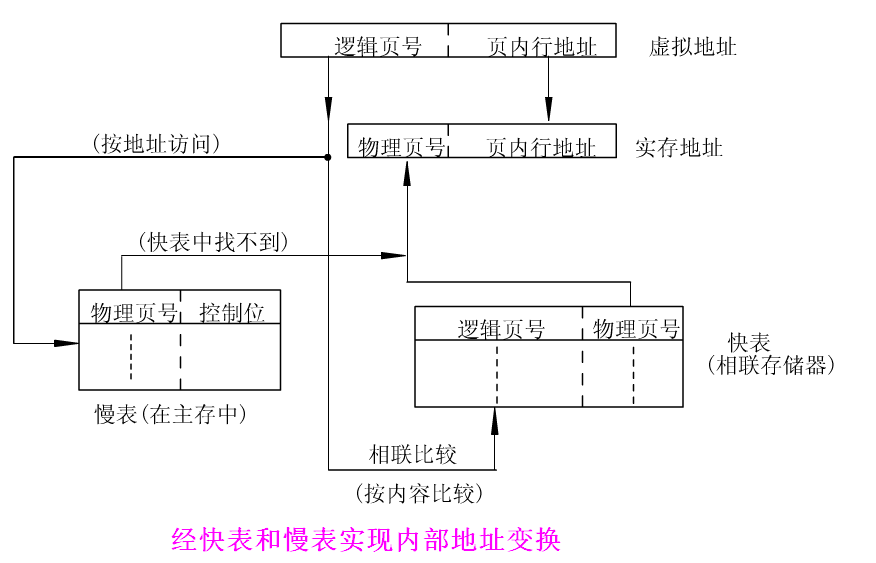 逻辑页号 页内行地址 虚拟地址
(按地址访问)
物理页号 页内行地址 实存地址
(快表中找不到)
物理页号 控制位
逻辑页号 物理页号
快表
(相联存储器)
慢表(在主存中)
相联比较
(按内容比较)
经快表和慢表实现内部地址变换